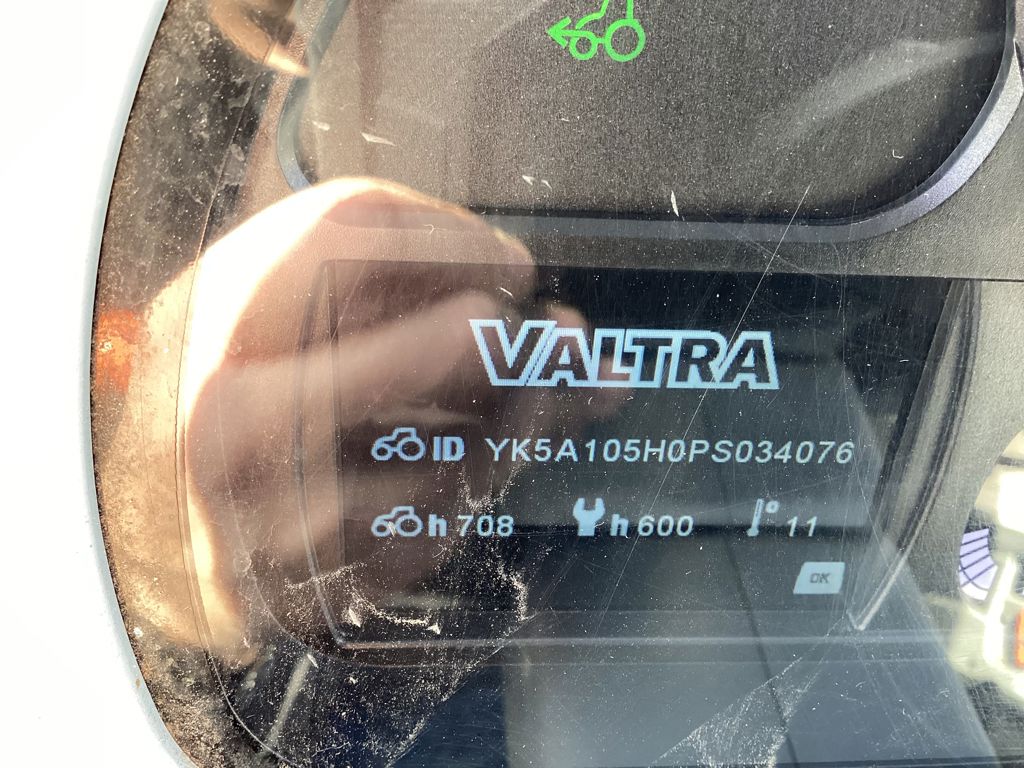 VALTRA
ID YK5A105H0PS034076
h 708 h 600 ° 11
OK